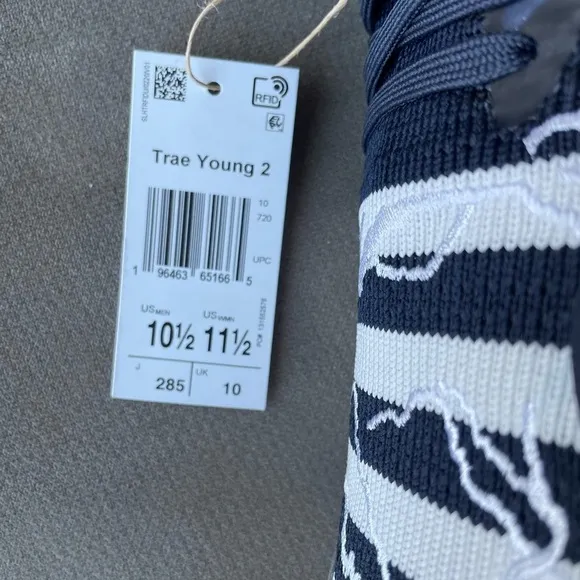 RFID
Trae Young 2
10
720
UPC
1 96463 65166 5
US MEN US WMN
10½ 11½
J 285 UK 10